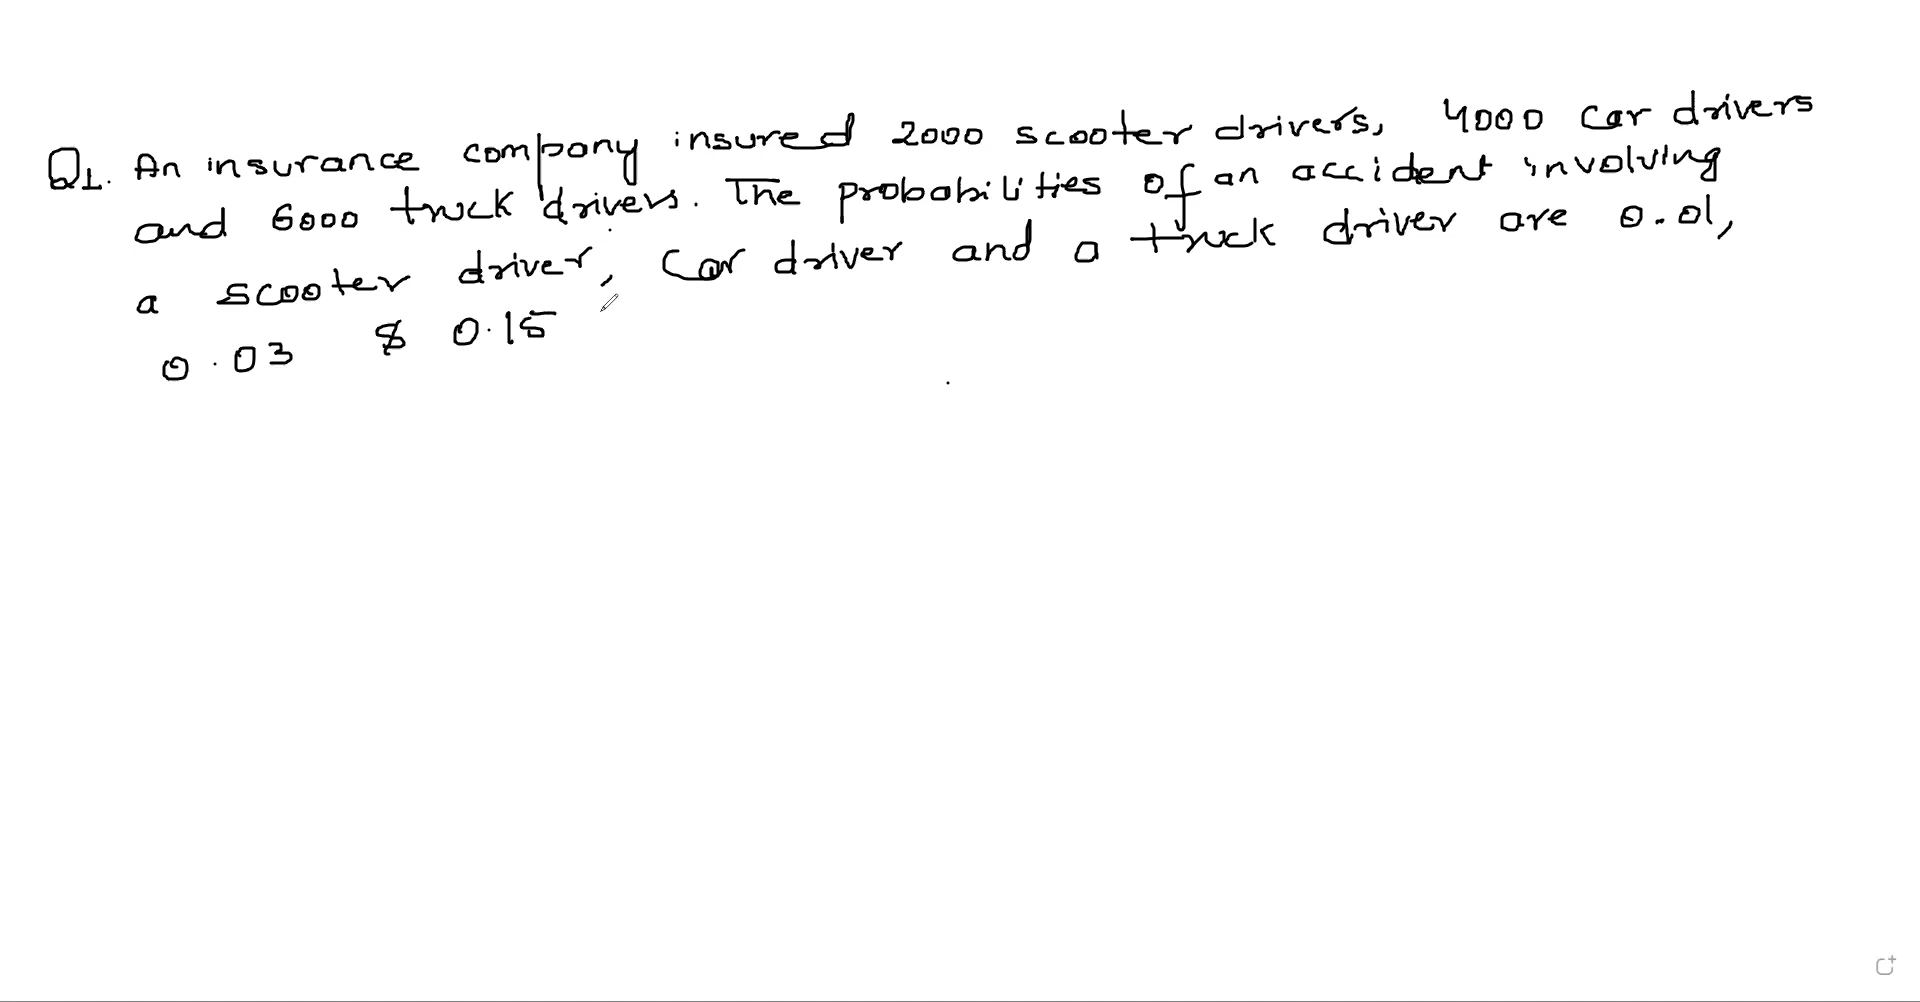 Q1. An insurance company insured 2000 scooter drivers, 4000 car drivers
and 6000 truck drivers. The probabilities of an accident involving
a scooter driver, Car driver and a truck driver are 0.01,
0.03 & 0.15